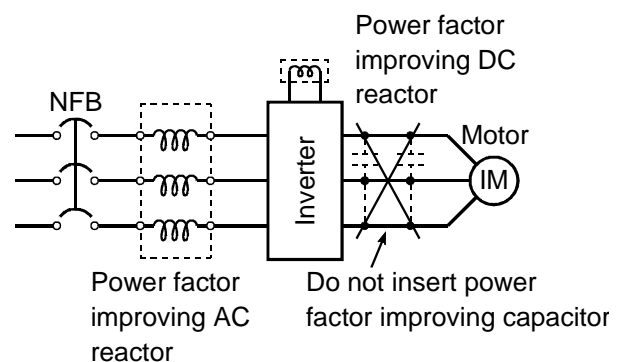 Power factor
improving DC
reactor
NFB
Motor
Inverter
IM
Power factor
improving AC
reactor
Do not insert power
factor improving capacitor